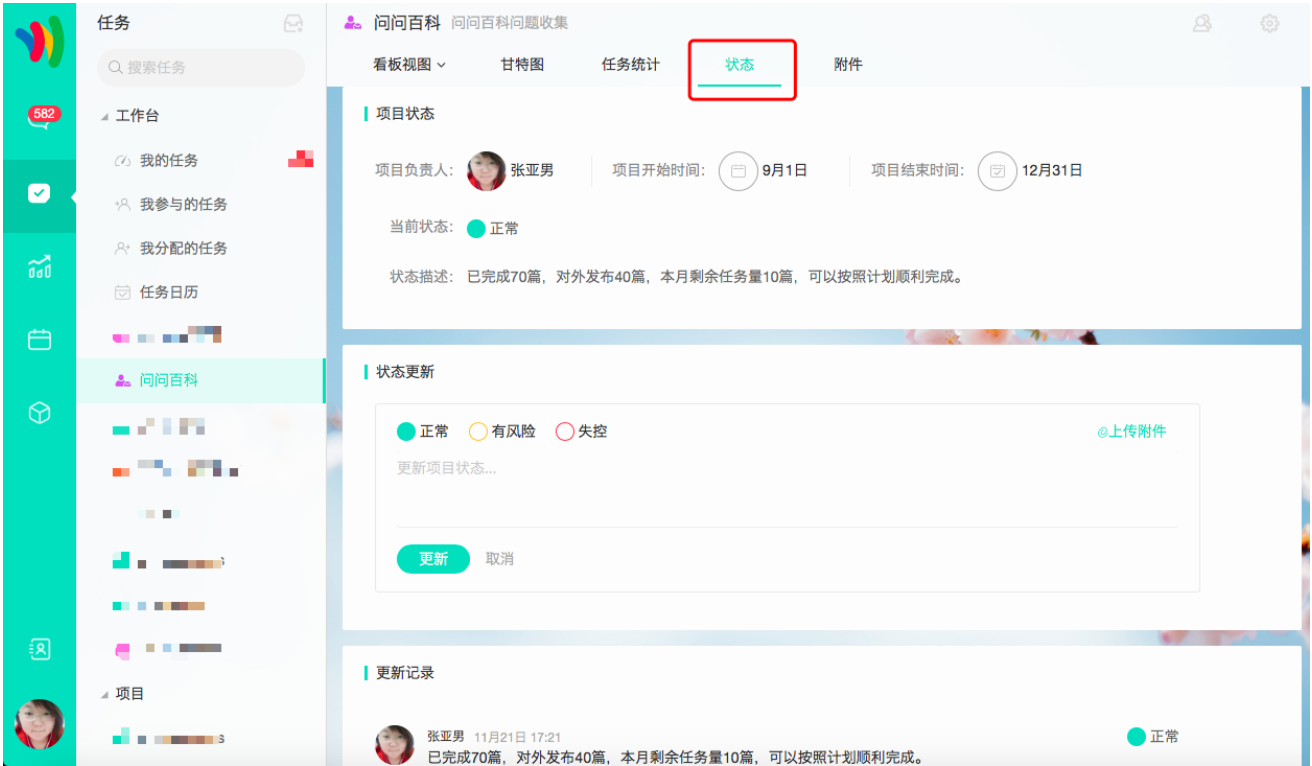 任务
搜索任务
582
工作台
我的任务
我参与的任务
我分配的任务
任务日历
问问百科
项目
问问百科 问问百科问题收集
看板视图 甘特图 任务统计 状态 附件
项目状态
项目负责人: 张亚男 项目开始时间: 9月1日 项目结束时间: 12月31日
当前状态: 正常
状态描述: 已完成70篇，对外发布40篇，本月剩余任务量10篇，可以按照计划顺利完成。
状态更新
正常 有风险 失控 上传附件
更新项目状态...
更新 取消
更新记录
张亚男 11月21日 17:21 正常
已完成70篇，对外发布40篇，本月剩余任务量10篇，可以按照计划顺利完成。